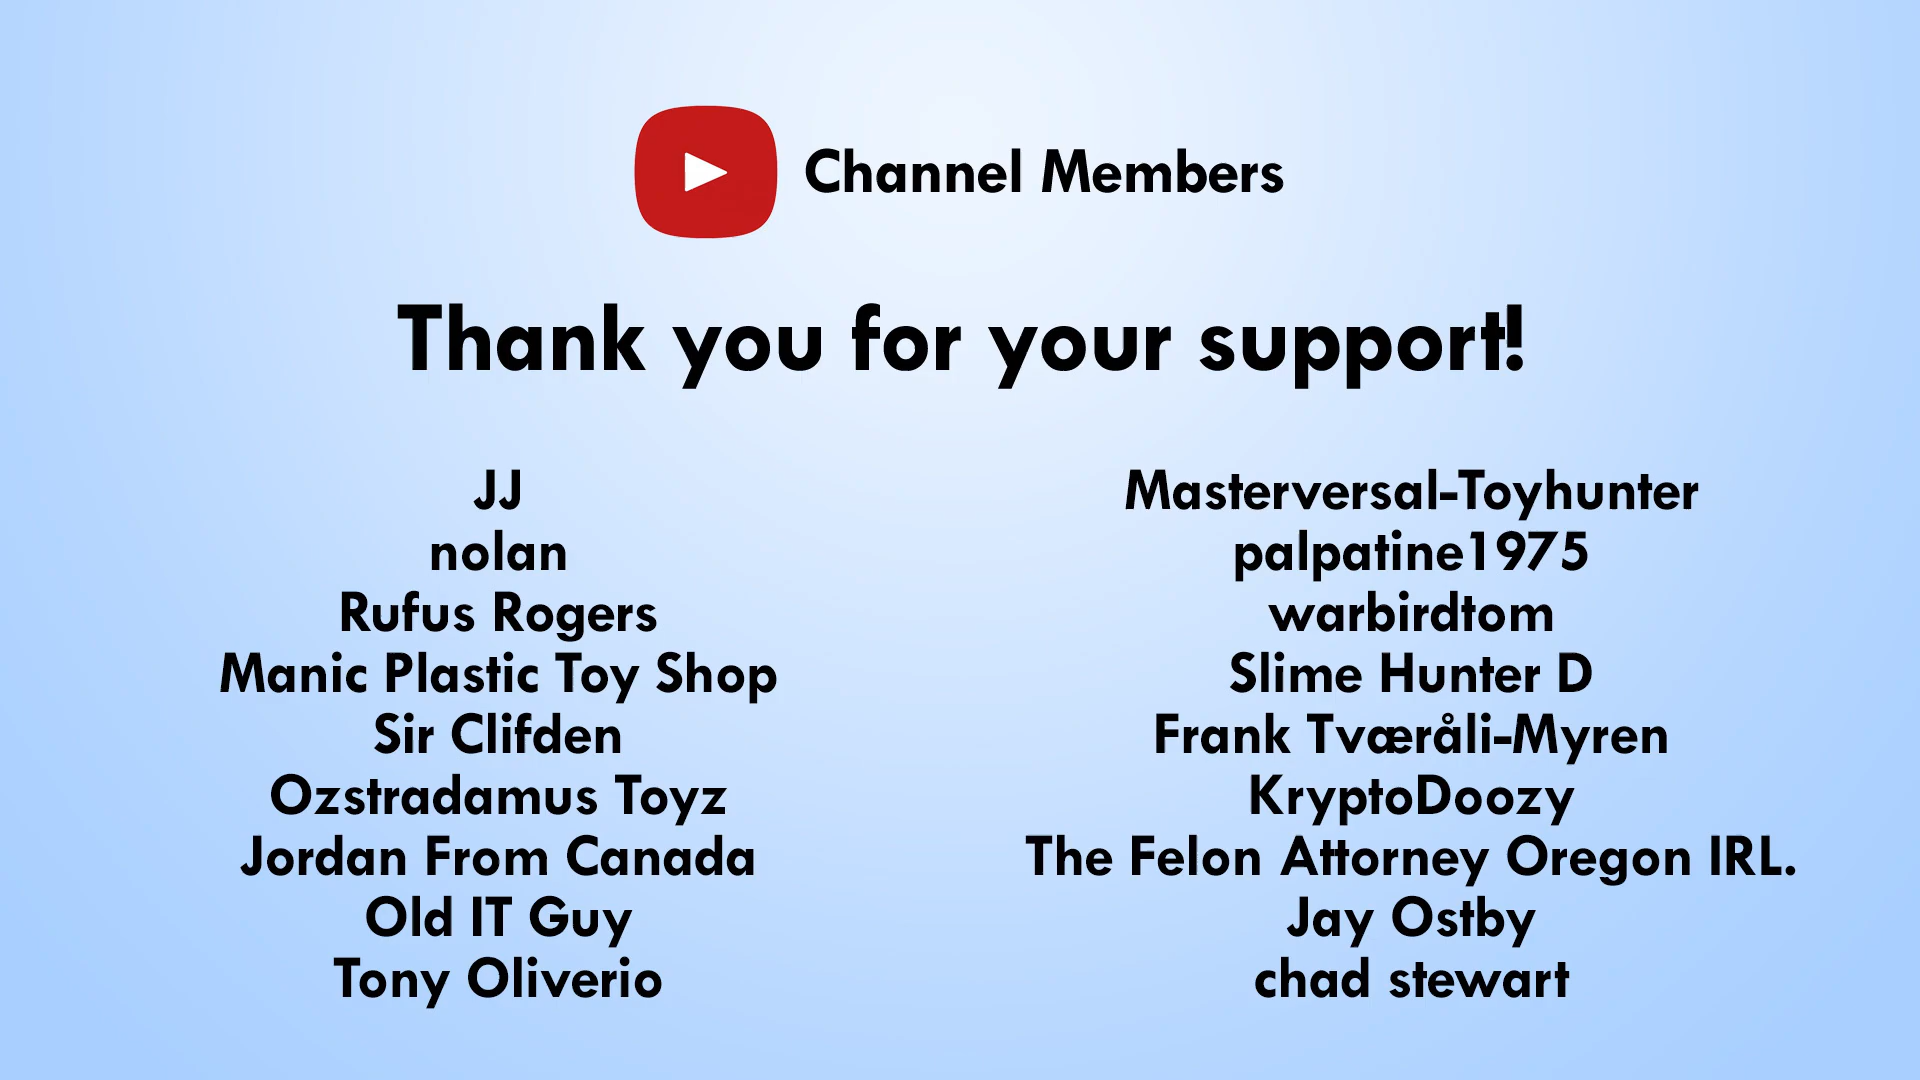 Channel Members
Thank you for your support!
JJ
nolan
Rufus Rogers
Manic Plastic Toy Shop
Sir Clifden
Ozstradamus Toyz
Jordan From Canada
Old IT Guy
Tony Oliverio
Masterversal-Toyhunter
palpatine1975
warbirdtom
Slime Hunter D
Frank Tværåli-Myren
KryptoDoozy
The Felon Attorney Oregon IRL.
Jay Ostby
chad stewart